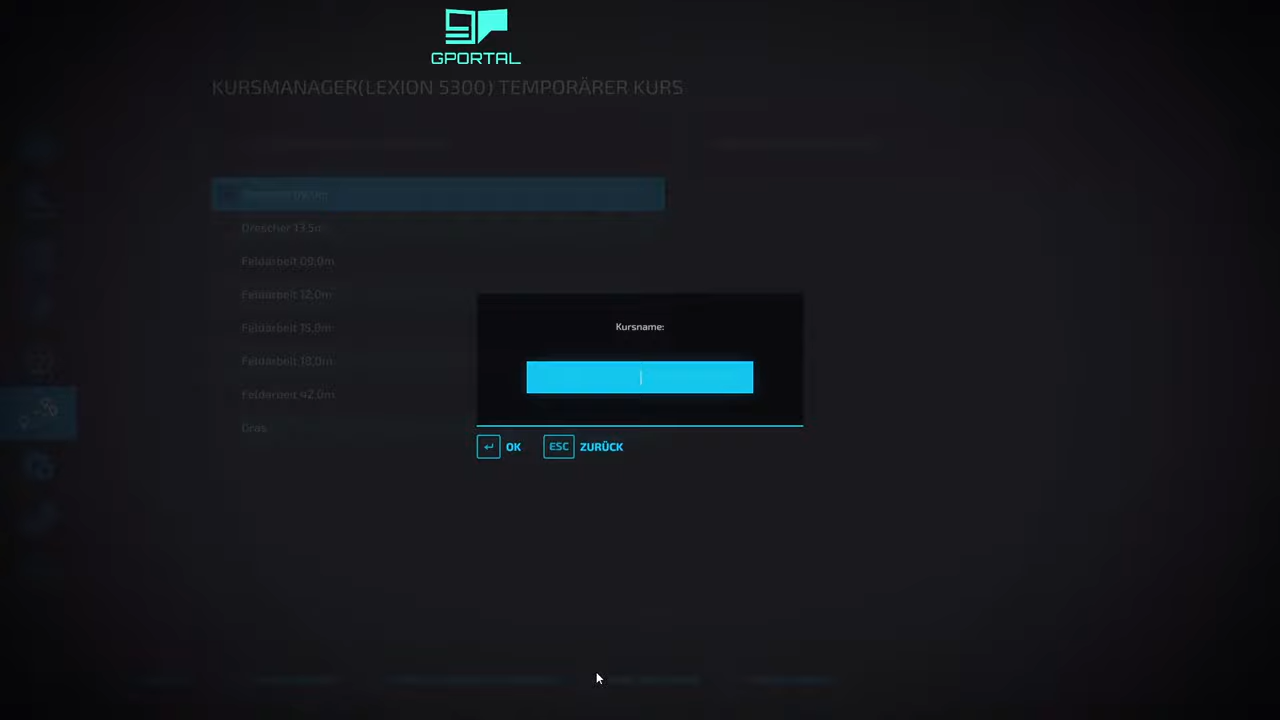 GPORTAL
KURSMANAGER(LEXION 5300) TEMPORÄRER KURS
Drescher 13,5m
Feldarbeit 09,0m
Feldarbeit 12,0m
Feldarbeit 15,0m
Feldarbeit 18,0m
Feldarbeit 42,0m
Gras
Kursname:
OK
ESC ZURÜCK